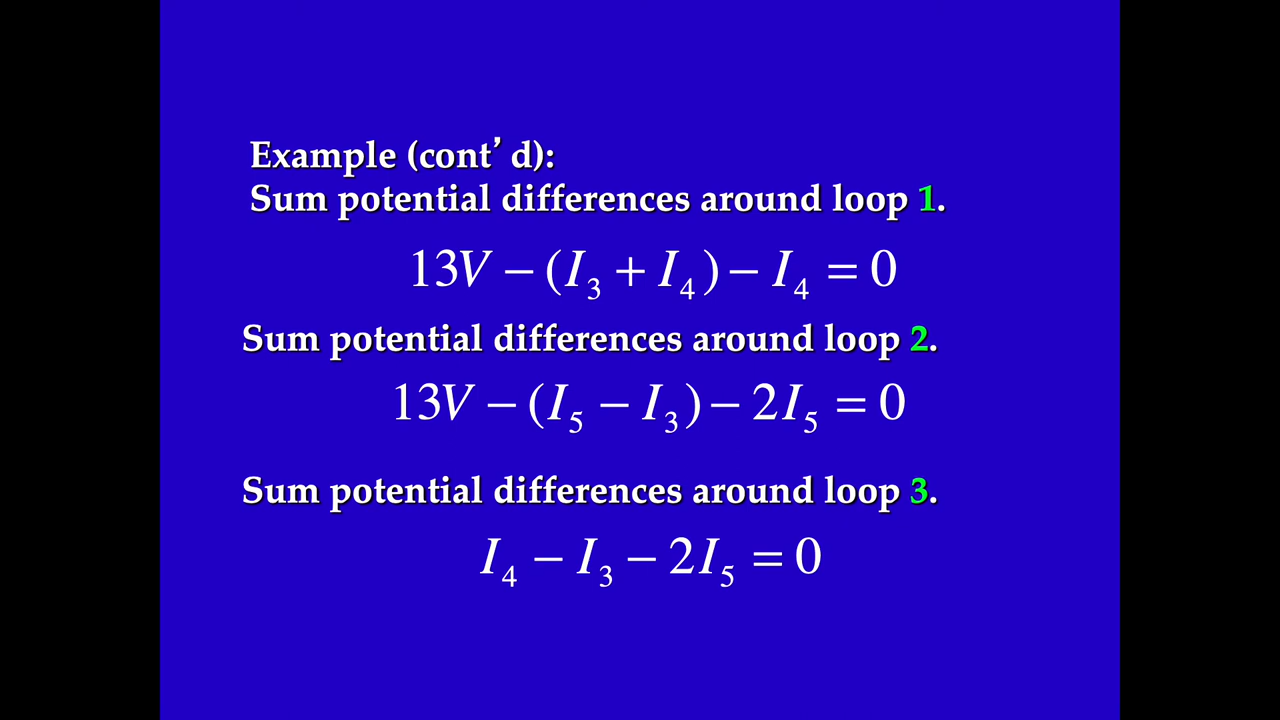 Example (cont’ d):
Sum potential differences around loop 1.
13V − (I₃ + I₄) − I₄ = 0
Sum potential differences around loop 2.
13V − (I₅ − I₃) − 2I₅ = 0
Sum potential differences around loop 3.
I₄ − I₃ − 2I₅ = 0